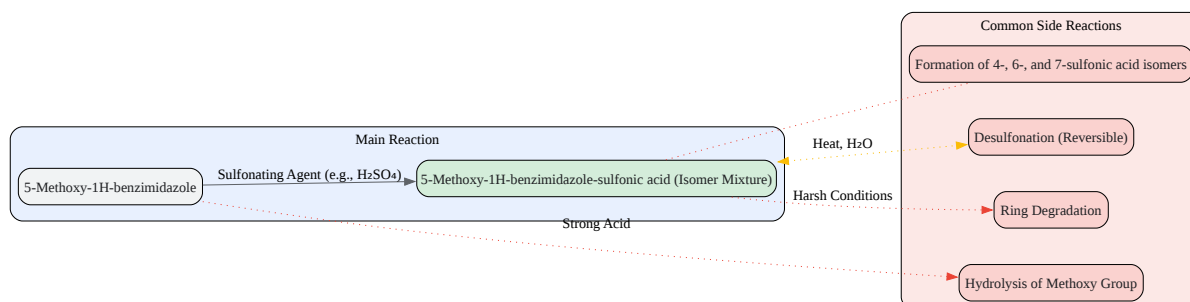 Common Side Reactions
Formation of 4-, 6-, and 7-sulfonic acid isomers
Main Reaction
Heat, H₂O
Desulfonation (Reversible)
5-Methoxy-1H-benzimidazole
Sulfonating Agent (e.g., H₂SO₄)
5-Methoxy-1H-benzimidazole-sulfonic acid (Isomer Mixture)
Harsh Conditions
Ring Degradation
Strong Acid
Hydrolysis of Methoxy Group